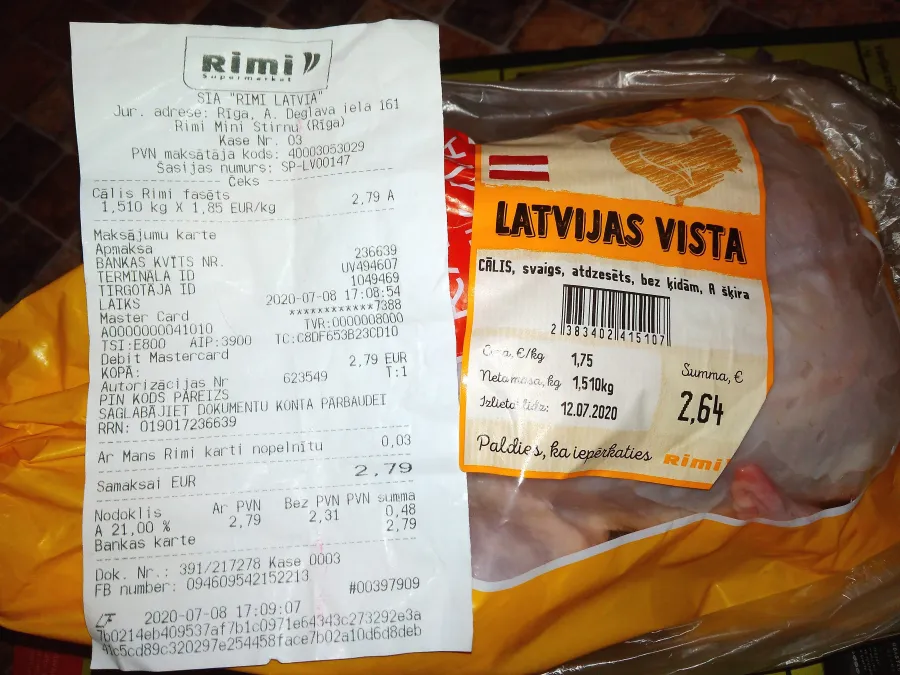 Rimi
Supermarket
SIA "RIMI LATVIA"
Jur. adrese: Rīga, A. Deglava ielā 161
Rimi Mini Stirnu (Rīga)
Kase Nr. 03
PVN maksātāja kods: 40003053029
Šasijas numurs: SP-LV00147
Čeks
Cālis Rimi fasēts 2,79 A
1,510 kg X 1,85 EUR/kg
Maksājumu karte
Apmaksa
BANKAS KVĪTS NR. 236639
TERMINĀLA ID UV494607
TIRGOTĀJA ID 1049469
LAIKS 2020-07-08 17:08:54
Master Card ************7388
A0000000041010 TVR:0000008000
TSI:E800 AIP:3900 TC:C8DF653B23CD10
Debit Mastercard
KOPĀ: 2,79 EUR
Autorizācijas Nr 623549 T:1
PIN KODS PAREIZS
SAGLABĀJIET DOKUMENTU KONTA PĀRBAUDEI
RRN: 019017236639
Ar Mans Rimi karti nopelnītu 0,03
Samaksai EUR 2,79
Nodoklis Ar PVN Bez PVN PVN summa
A 21,00 % 2,79 2,31 0,48
Bankas karte 2,79
Dok. Nr.: 391/217278 Kase 0003
FB number: 094609542152213 #00397909
LF 2020-07-08 17:09:07
7b0214eb409537af7b1c0971e64343c273292e3a
41c5cd89c320297e254458face7b02a10d6d8deb
LATVIJAS VISTA
CĀLIS, svaigs, atdzesēts, bez ķidām, A šķira
2 383402 415107
Cena, €/kg 1,75
Neto masa, kg 1,510kg
Izlietot līdz: 12.07.2020
Summa, €
2,64
Paldies, ka iepērkaties Rimi